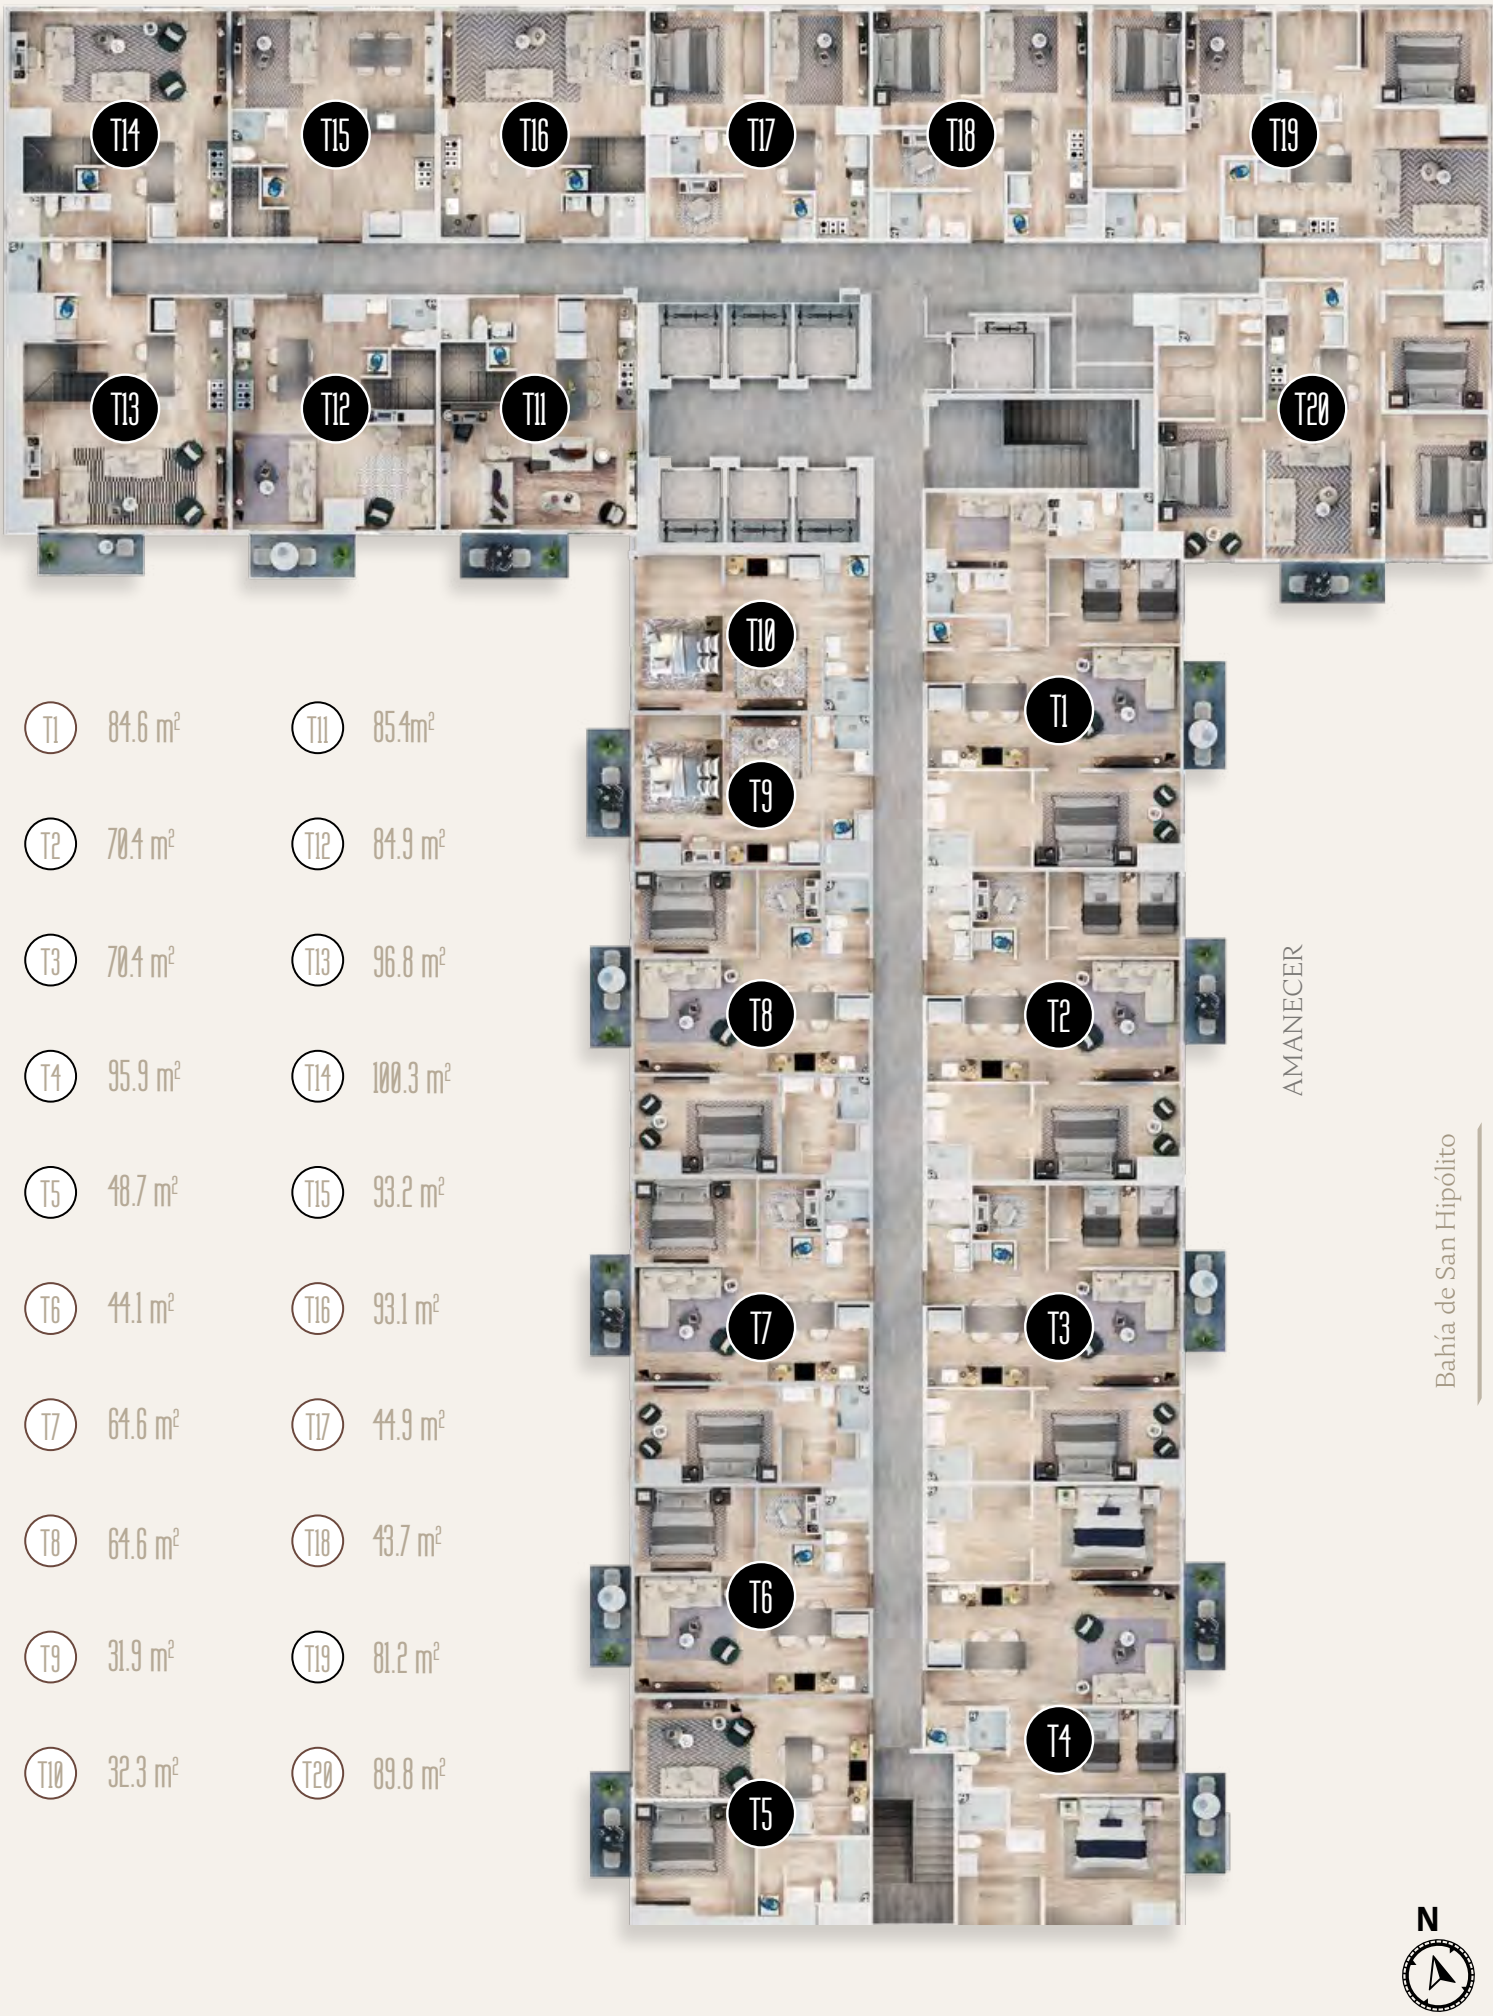 T14
T15
T16
T17
T18
T19
T13
T12
T11
T20
T10
T1
T9
T8
T2
T7
T3
T6
T4
T5
T1 84.6 m²
T2 70.4 m²
T3 70.4 m²
T4 95.9 m²
T5 48.7 m²
T6 44.1 m²
T7 64.6 m²
T8 64.6 m²
T9 31.9 m²
T10 32.3 m²
T11 85.4m²
T12 84.9 m²
T13 96.8 m²
T14 100.3 m²
T15 93.2 m²
T16 93.1 m²
T17 44.9 m²
T18 43.7 m²
T19 81.2 m²
T20 89.8 m²
AMANECER
Bahía de San Hipólito
N